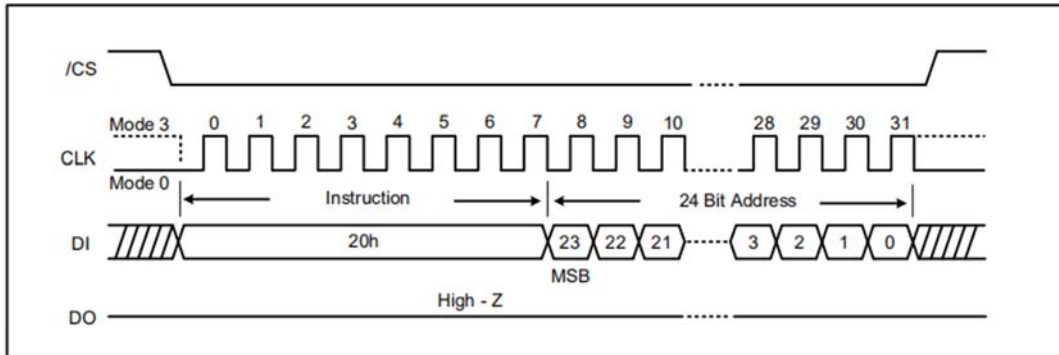 /CS
Mode 3 0 1 2 3 4 5 6 7 8 9 10 28 29 30 31
CLK
Mode 0
Instruction 24 Bit Address
DI 20h 23 22 21 3 2 1 0
MSB
High - Z
DO